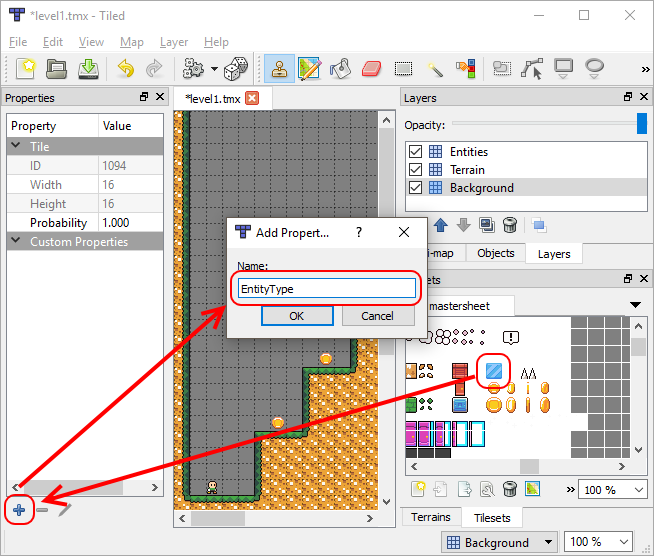 *level1.tmx - Tiled
File Edit View Map Layer Help
Properties
Property Value
Tile
ID 1094
Width 16
Height 16
Probability 1.000
Custom Properties
*level1.tmx
Add Propert...
Name:
EntityType
OK Cancel
Layers
Opacity:
Entities
Terrain
Background
i-map Objects Layers
ets
mastersheet
100 %
Terrains Tilesets
Background 100 %